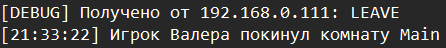 [DEBUG] Получено от 192.168.0.111: LEAVE
[21:33:22] Игрок Валера покинул комнату Main